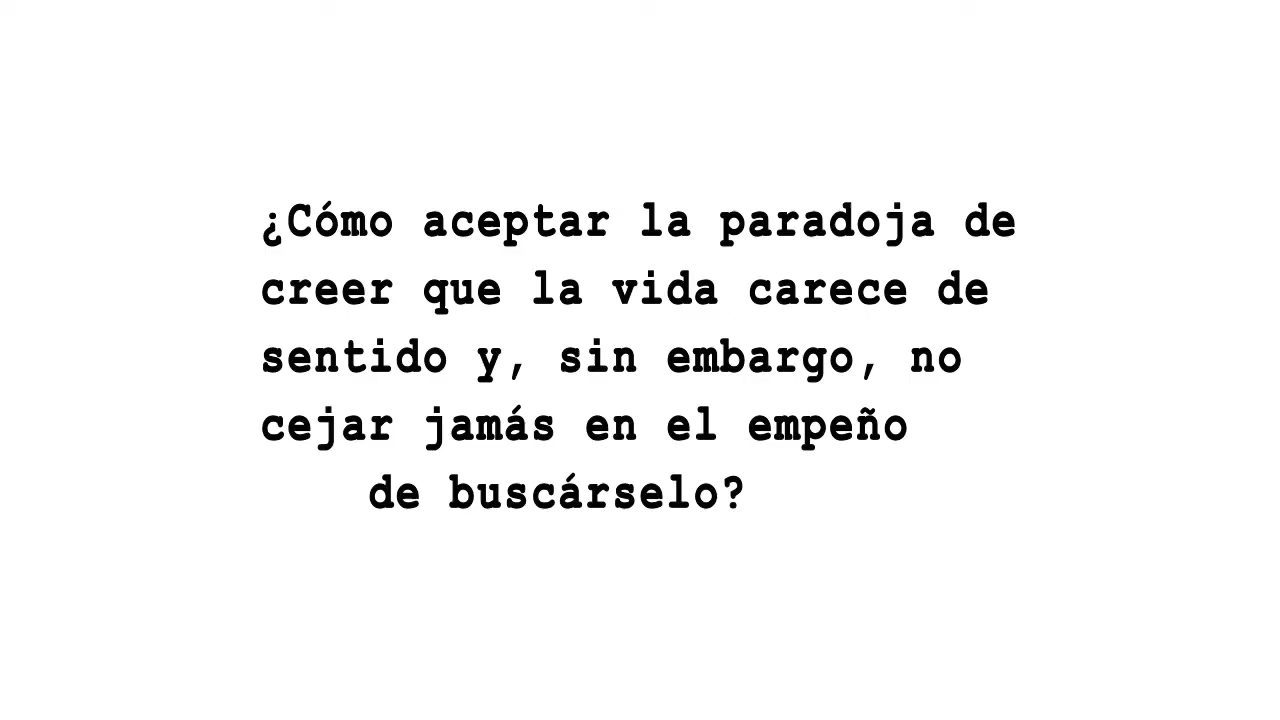 ¿Cómo aceptar la paradoja de
creer que la vida carece de
sentido y, sin embargo, no
cejar jamás en el empeño
de buscárselo?